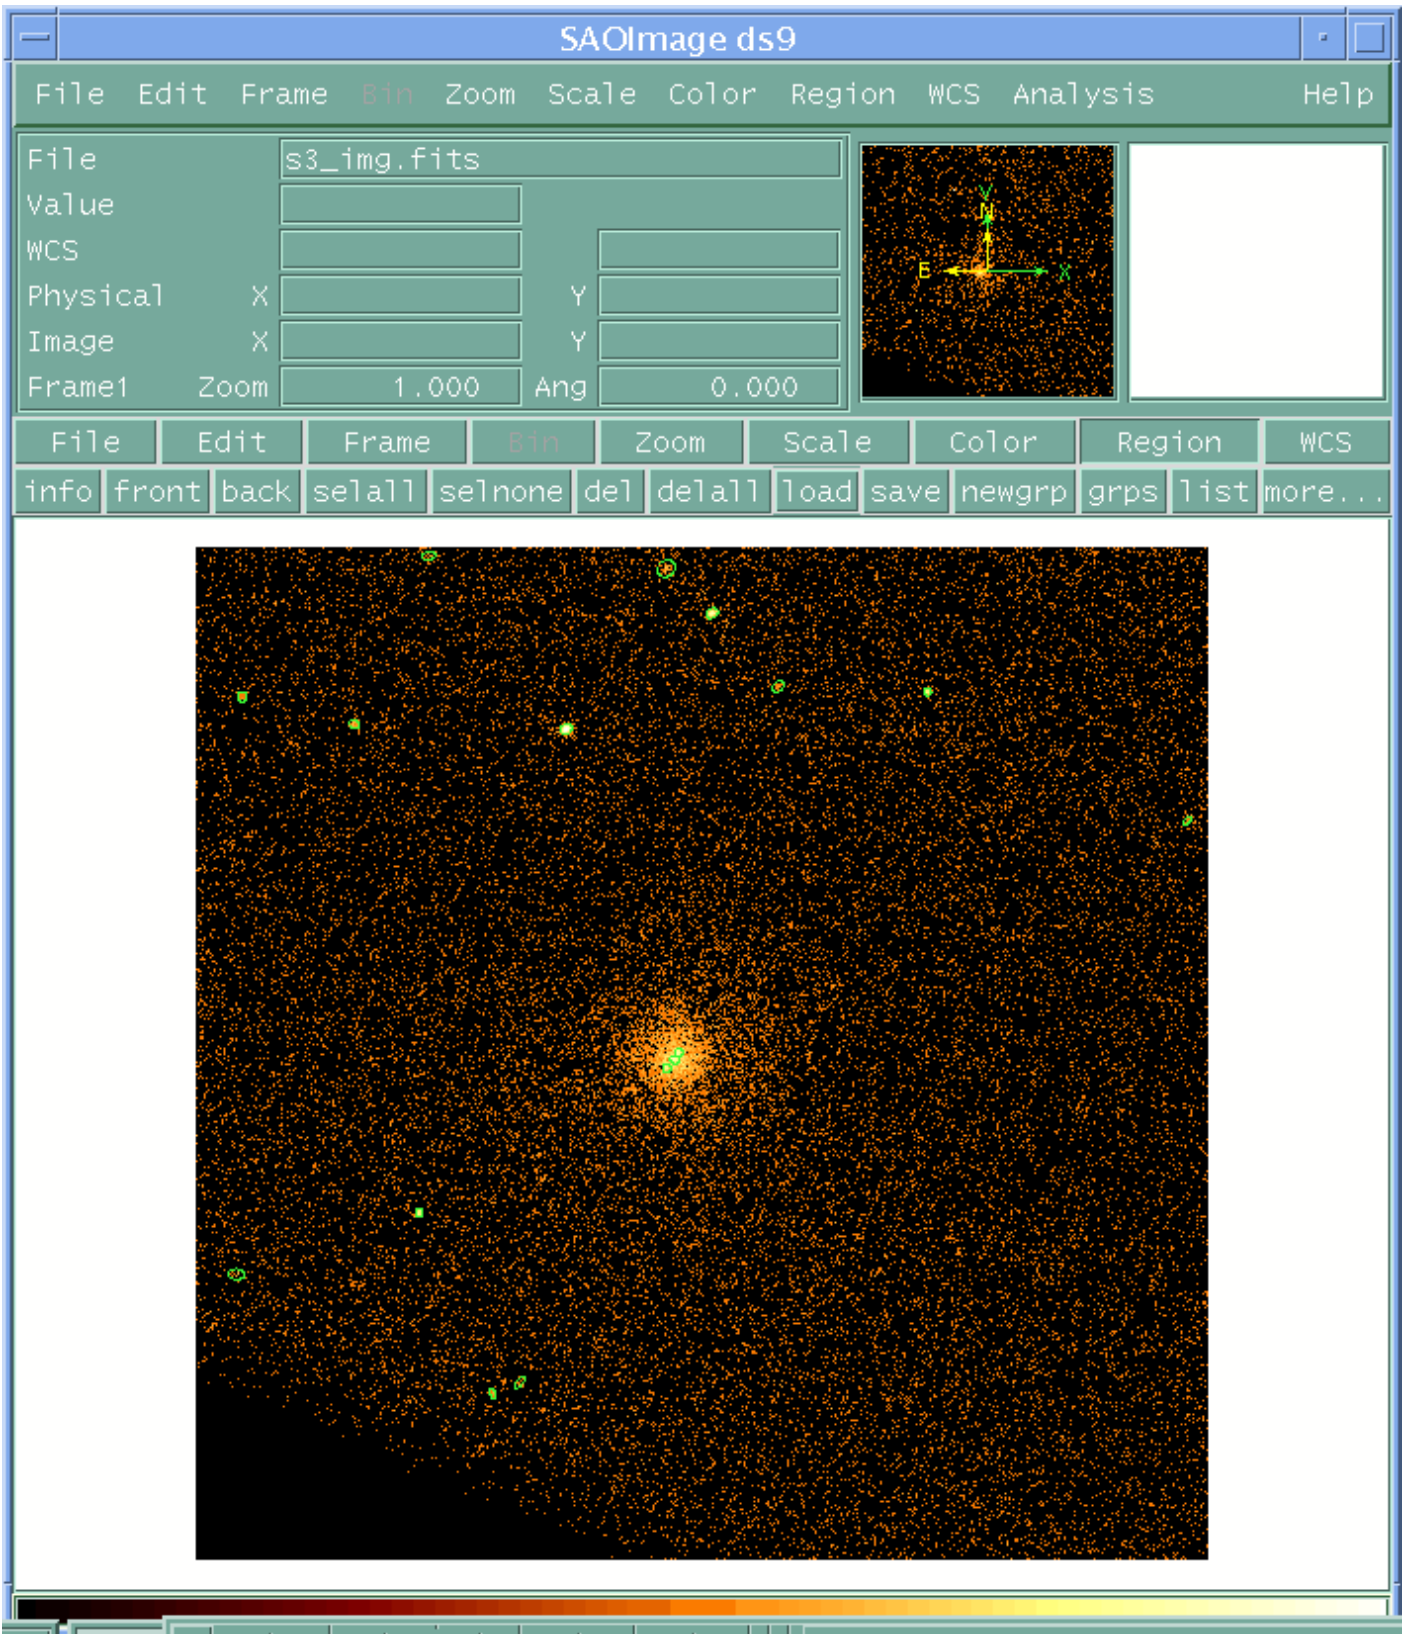 SAOImage ds9
File Edit Frame Bin Zoom Scale Color Region WCS Analysis Help
File s3_img.fits
Value
WCS
Physical X Y
Image X Y
Frame1 Zoom 1.000 Ang 0.000
Y
N
E X
File Edit Frame Bin Zoom Scale Color Region WCS
info front back selall selnone del delall load save newgrp grps list more...